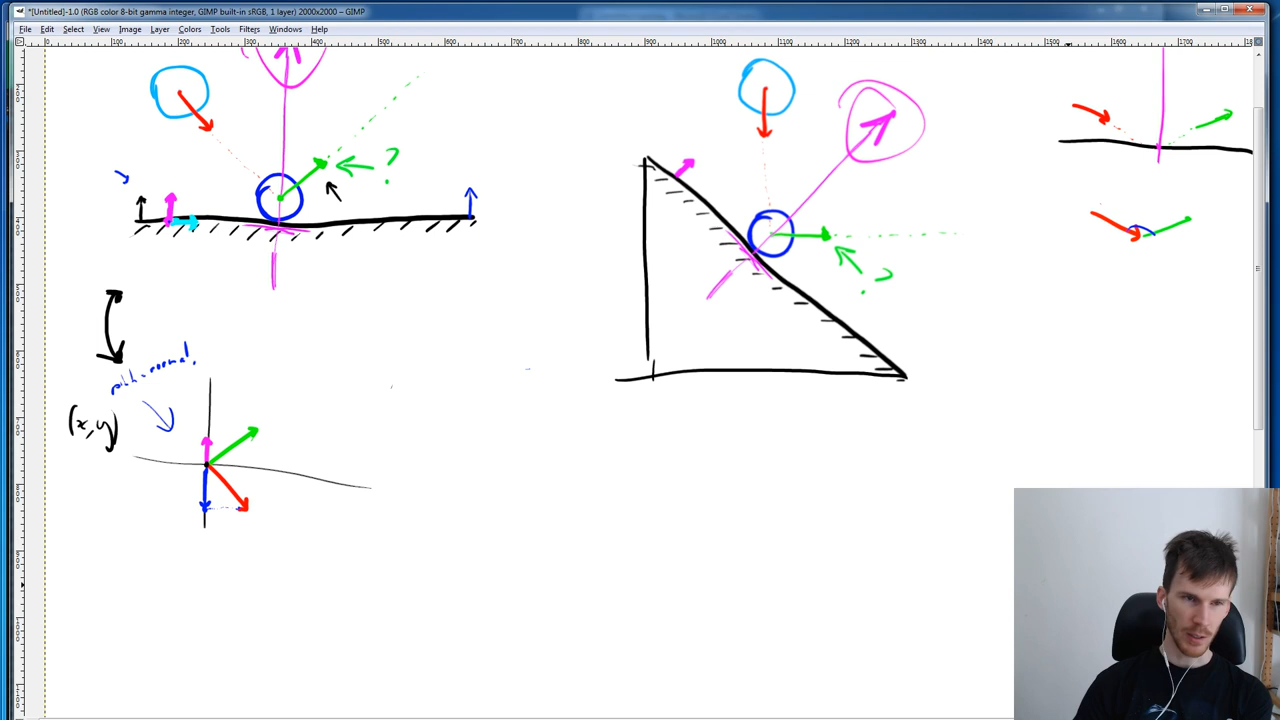 *[Untitled]-1.0 (RGB color 8-bit gamma integer, GIMP built-in sRGB, 1 layer) 2000x2000 – GIMP
File Edit Select View Image Layer Colors Tools Filters Windows Help
?
?
(x,y)